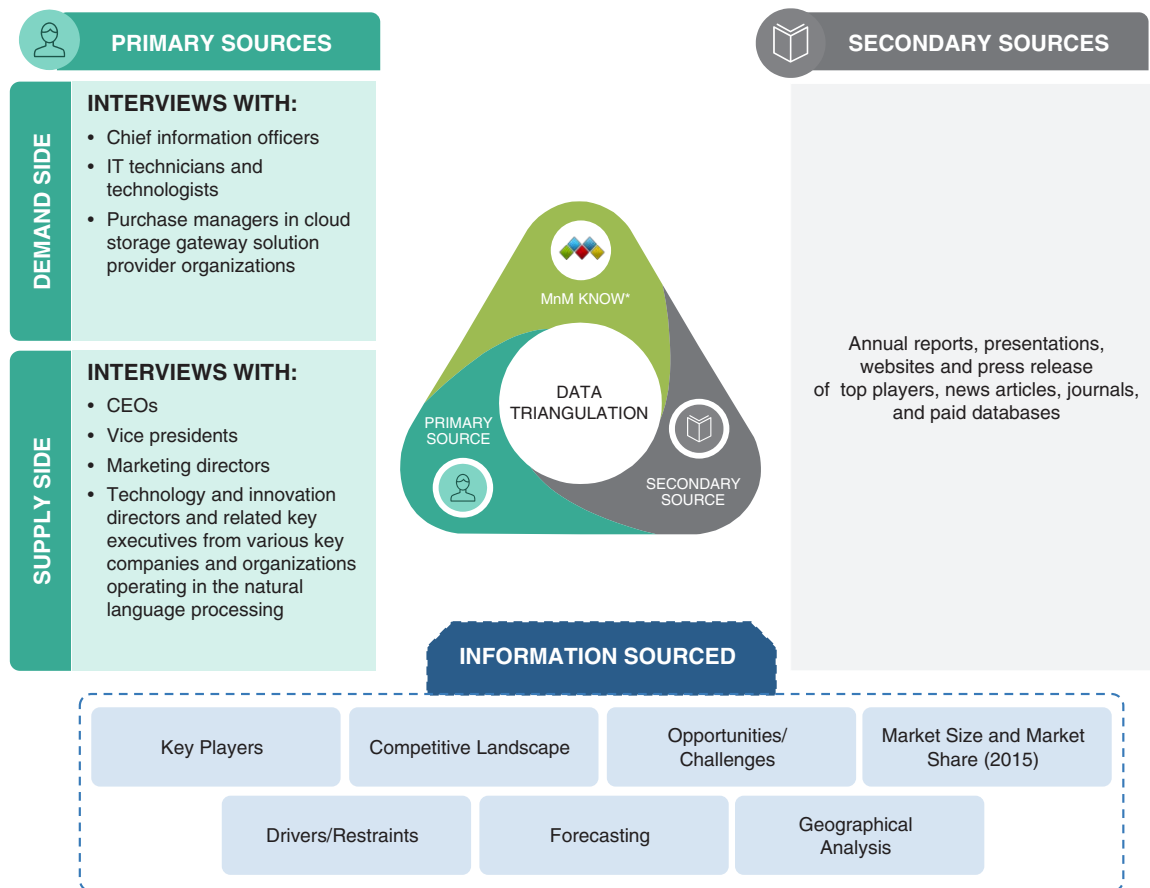 PRIMARY SOURCES
SECONDARY SOURCES
DEMAND SIDE
INTERVIEWS WITH:
• Chief information officers
• IT technicians and
technologists
• Purchase managers in cloud
storage gateway solution
provider organizations
SUPPLY SIDE
INTERVIEWS WITH:
• CEOs
• Vice presidents
• Marketing directors
• Technology and innovation
directors and related key
executives from various key
companies and organizations
operating in the natural
language processing
MnM KNOW*
DATA
TRIANGULATION
PRIMARY
SOURCE
SECONDARY
SOURCE
Annual reports, presentations,
websites and press release
of top players, news articles, journals,
and paid databases
INFORMATION SOURCED
Key Players
Competitive Landscape
Opportunities/
Challenges
Market Size and Market
Share (2015)
Drivers/Restraints
Forecasting
Geographical
Analysis